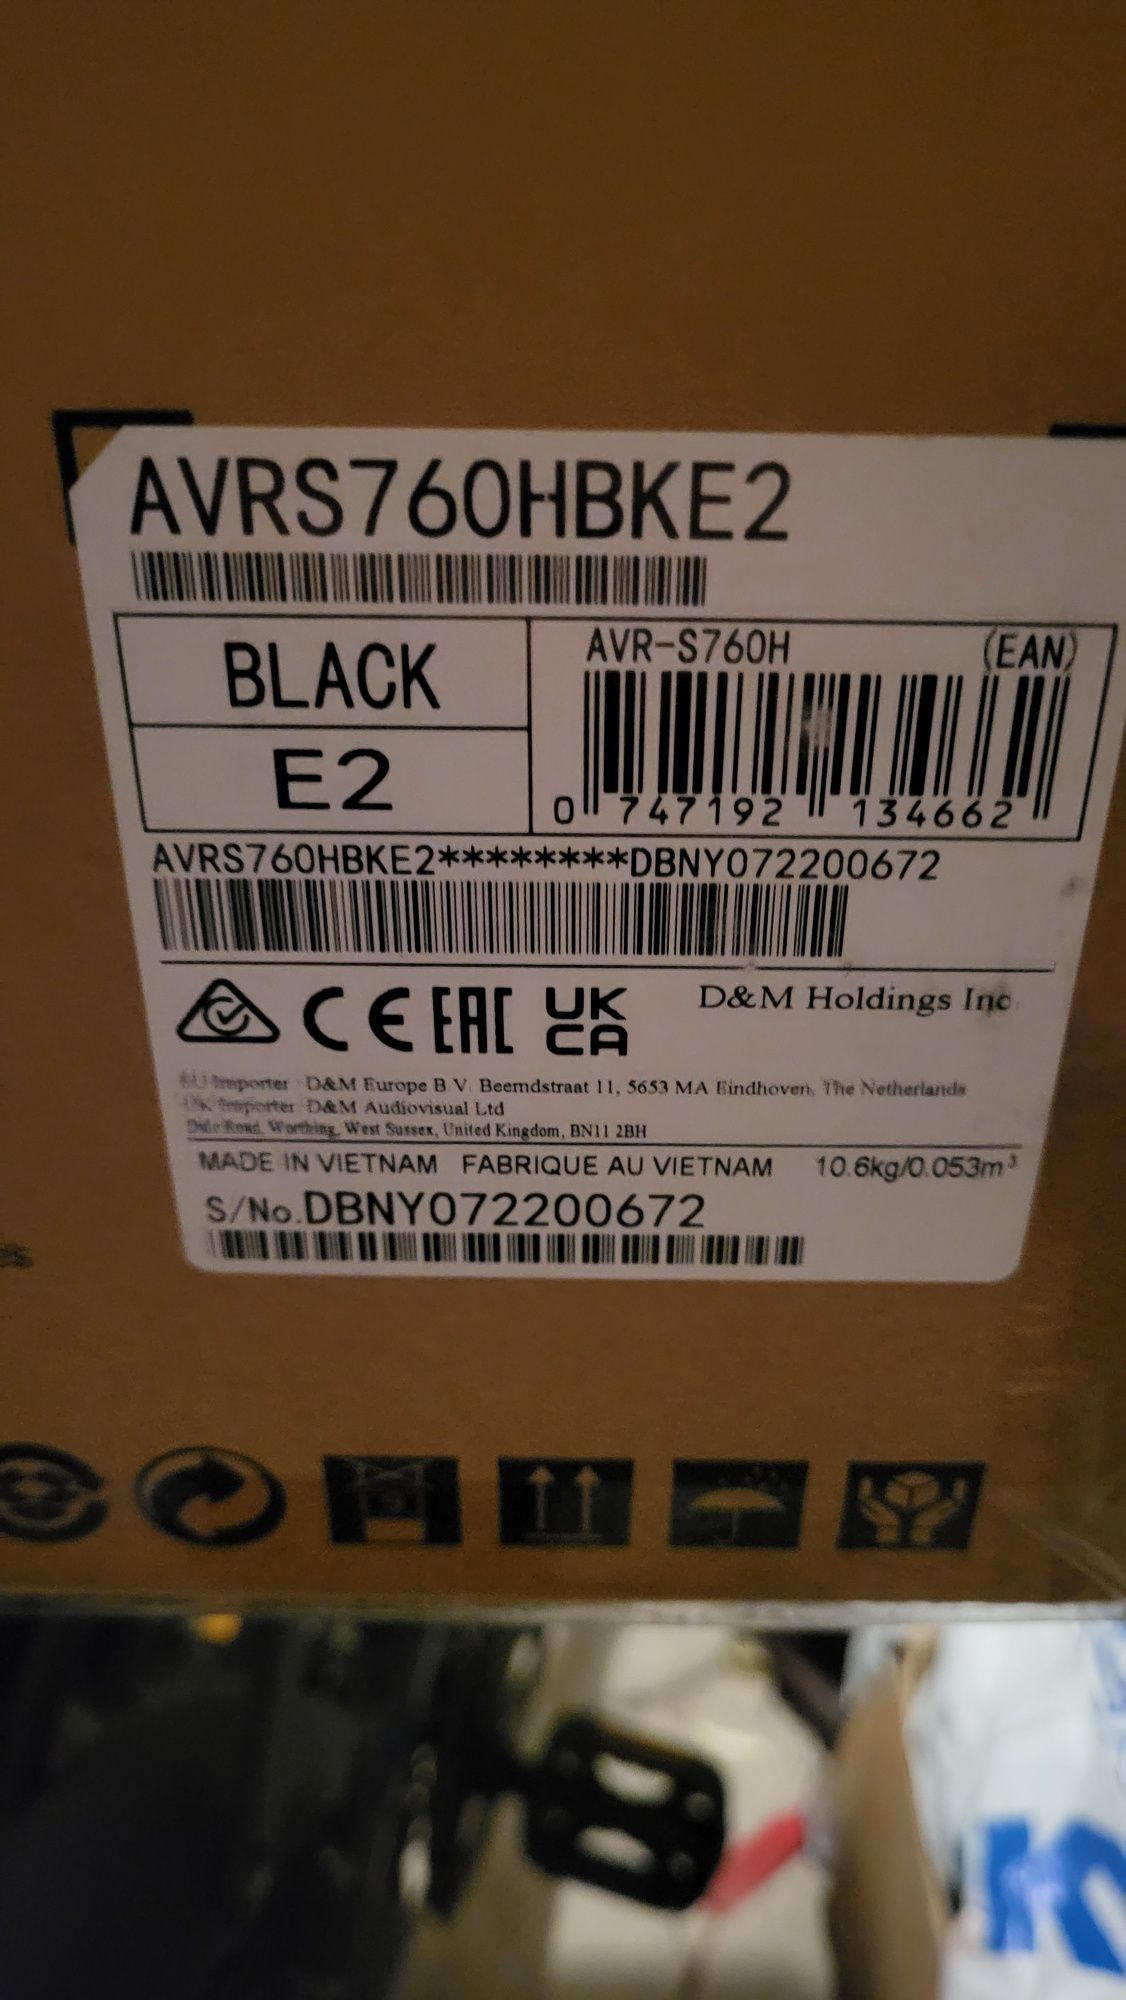 AVRS760HBKE2
BLACK
E2
AVR-S760H (EAN)
0 747192 134662
AVRS760HBKE2********DBNY072200672
CE EAC UK CA
D&M Holdings Inc
EU Importer D&M Europe B V. Beemdstraat 11, 5653 MA Eindhoven, The Netherlands
UK Importer D&M Audiovisual Ltd
Dale Road, Worthing, West Sussex, United Kingdom, BN11 2BH
MADE IN VIETNAM FABRIQUE AU VIETNAM 10.6kg/0.053m³
S/No.DBNY072200672